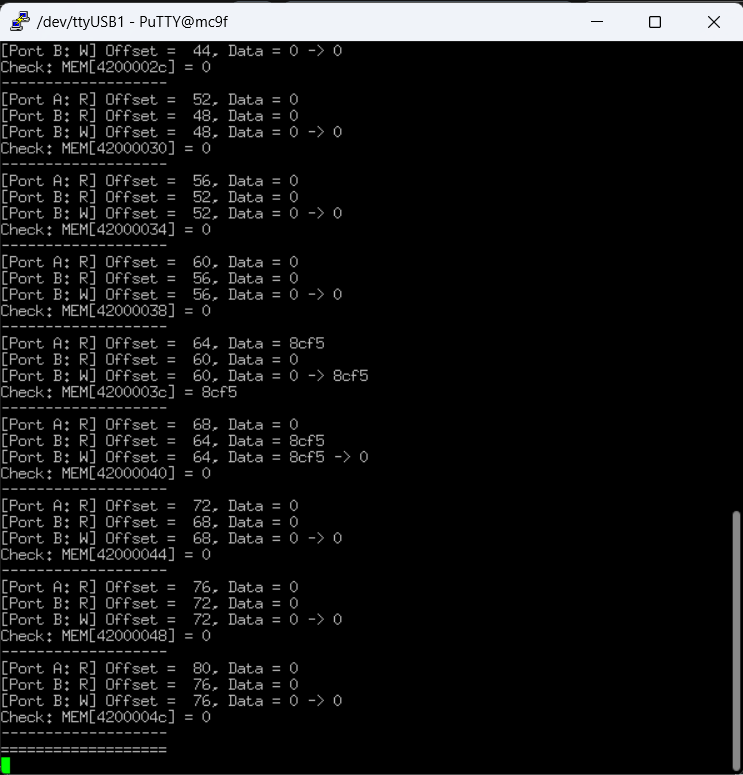 /dev/ttyUSB1 - PuTTY@mc9f
[Port B: W] Offset =  44, Data = 0 -> 0
Check: MEM[4200002c] = 0
-------------------
[Port A: R] Offset =  52, Data = 0
[Port B: R] Offset =  48, Data = 0
[Port B: W] Offset =  48, Data = 0 -> 0
Check: MEM[42000030] = 0
-------------------
[Port A: R] Offset =  56, Data = 0
[Port B: R] Offset =  52, Data = 0
[Port B: W] Offset =  52, Data = 0 -> 0
Check: MEM[42000034] = 0
-------------------
[Port A: R] Offset =  60, Data = 0
[Port B: R] Offset =  56, Data = 0
[Port B: W] Offset =  56, Data = 0 -> 0
Check: MEM[42000038] = 0
-------------------
[Port A: R] Offset =  64, Data = 8cf5
[Port B: R] Offset =  60, Data = 0
[Port B: W] Offset =  60, Data = 0 -> 8cf5
Check: MEM[4200003c] = 8cf5
-------------------
[Port A: R] Offset =  68, Data = 0
[Port B: R] Offset =  64, Data = 8cf5
[Port B: W] Offset =  64, Data = 8cf5 -> 0
Check: MEM[42000040] = 0
-------------------
[Port A: R] Offset =  72, Data = 0
[Port B: R] Offset =  68, Data = 0
[Port B: W] Offset =  68, Data = 0 -> 0
Check: MEM[42000044] = 0
-------------------
[Port A: R] Offset =  76, Data = 0
[Port B: R] Offset =  72, Data = 0
[Port B: W] Offset =  72, Data = 0 -> 0
Check: MEM[42000048] = 0
-------------------
[Port A: R] Offset =  80, Data = 0
[Port B: R] Offset =  76, Data = 0
[Port B: W] Offset =  76, Data = 0 -> 0
Check: MEM[4200004c] = 0
-------------------
===================